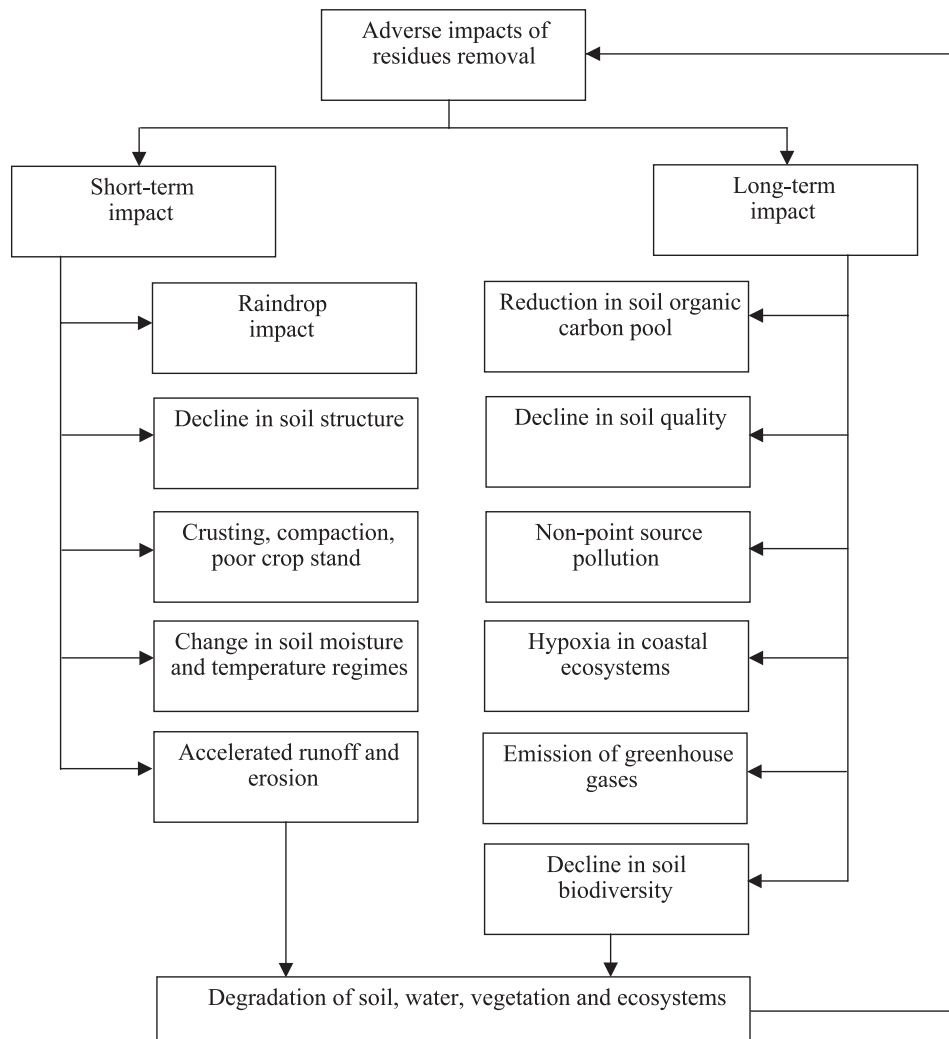 Adverse impacts of
residues removal
Short-term
impact
Long-term
impact
Raindrop
impact
Reduction in soil organic
carbon pool
Decline in soil structure
Decline in soil quality
Crusting, compaction,
poor crop stand
Non-point source
pollution
Change in soil moisture
and temperature regimes
Hypoxia in coastal
ecosystems
Accelerated runoff and
erosion
Emission of greenhouse
gases
Decline in soil
biodiversity
Degradation of soil, water, vegetation and ecosystems